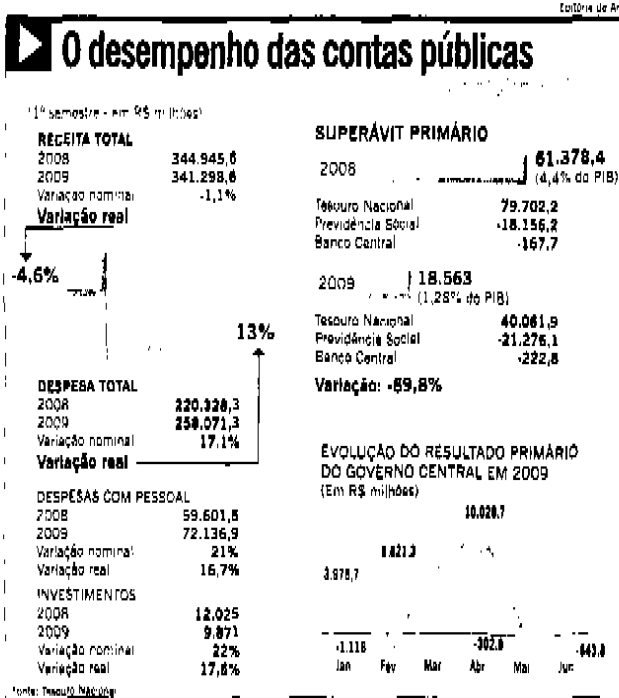 Editoria de Ar
O desempenho das contas públicas
(1º semestre - em R$ milhões)
RECEITA TOTAL
2008 344.945,6
2009 341.298,6
Variação nominal -1,1%
Variação real
-4,6%
13%
DESPESA TOTAL
2008 220.328,3
2009 258.071,3
Variação nominal 17,1%
Variação real
DESPESAS COM PESSOAL
2008 59.601,6
2009 72.136,9
Variação nominal 21%
Variação real 16,7%
INVESTIMENTOS
2008 12.025
2009 9.871
Variação nominal 22%
Variação real 17,8%
Fonte: Tesouro Nacional
SUPERÁVIT PRIMÁRIO
2008 61.378,4
(4,4% do PIB)
Tesouro Nacional 79.702,2
Previdência Social -18.156,2
Banco Central -167,7
2009 18.563
(1,28% do PIB)
Tesouro Nacional 40.061,9
Previdência Social -21.276,1
Banco Central -222,8
Variação: -69,8%
EVOLUÇÃO DO RESULTADO PRIMÁRIO
DO GOVERNO CENTRAL EM 2009
(Em R$ milhões)
10.020,7
3.978,7
-1.118
-302,0
-643,0
Jan Fev Mar Abr Mai Jun